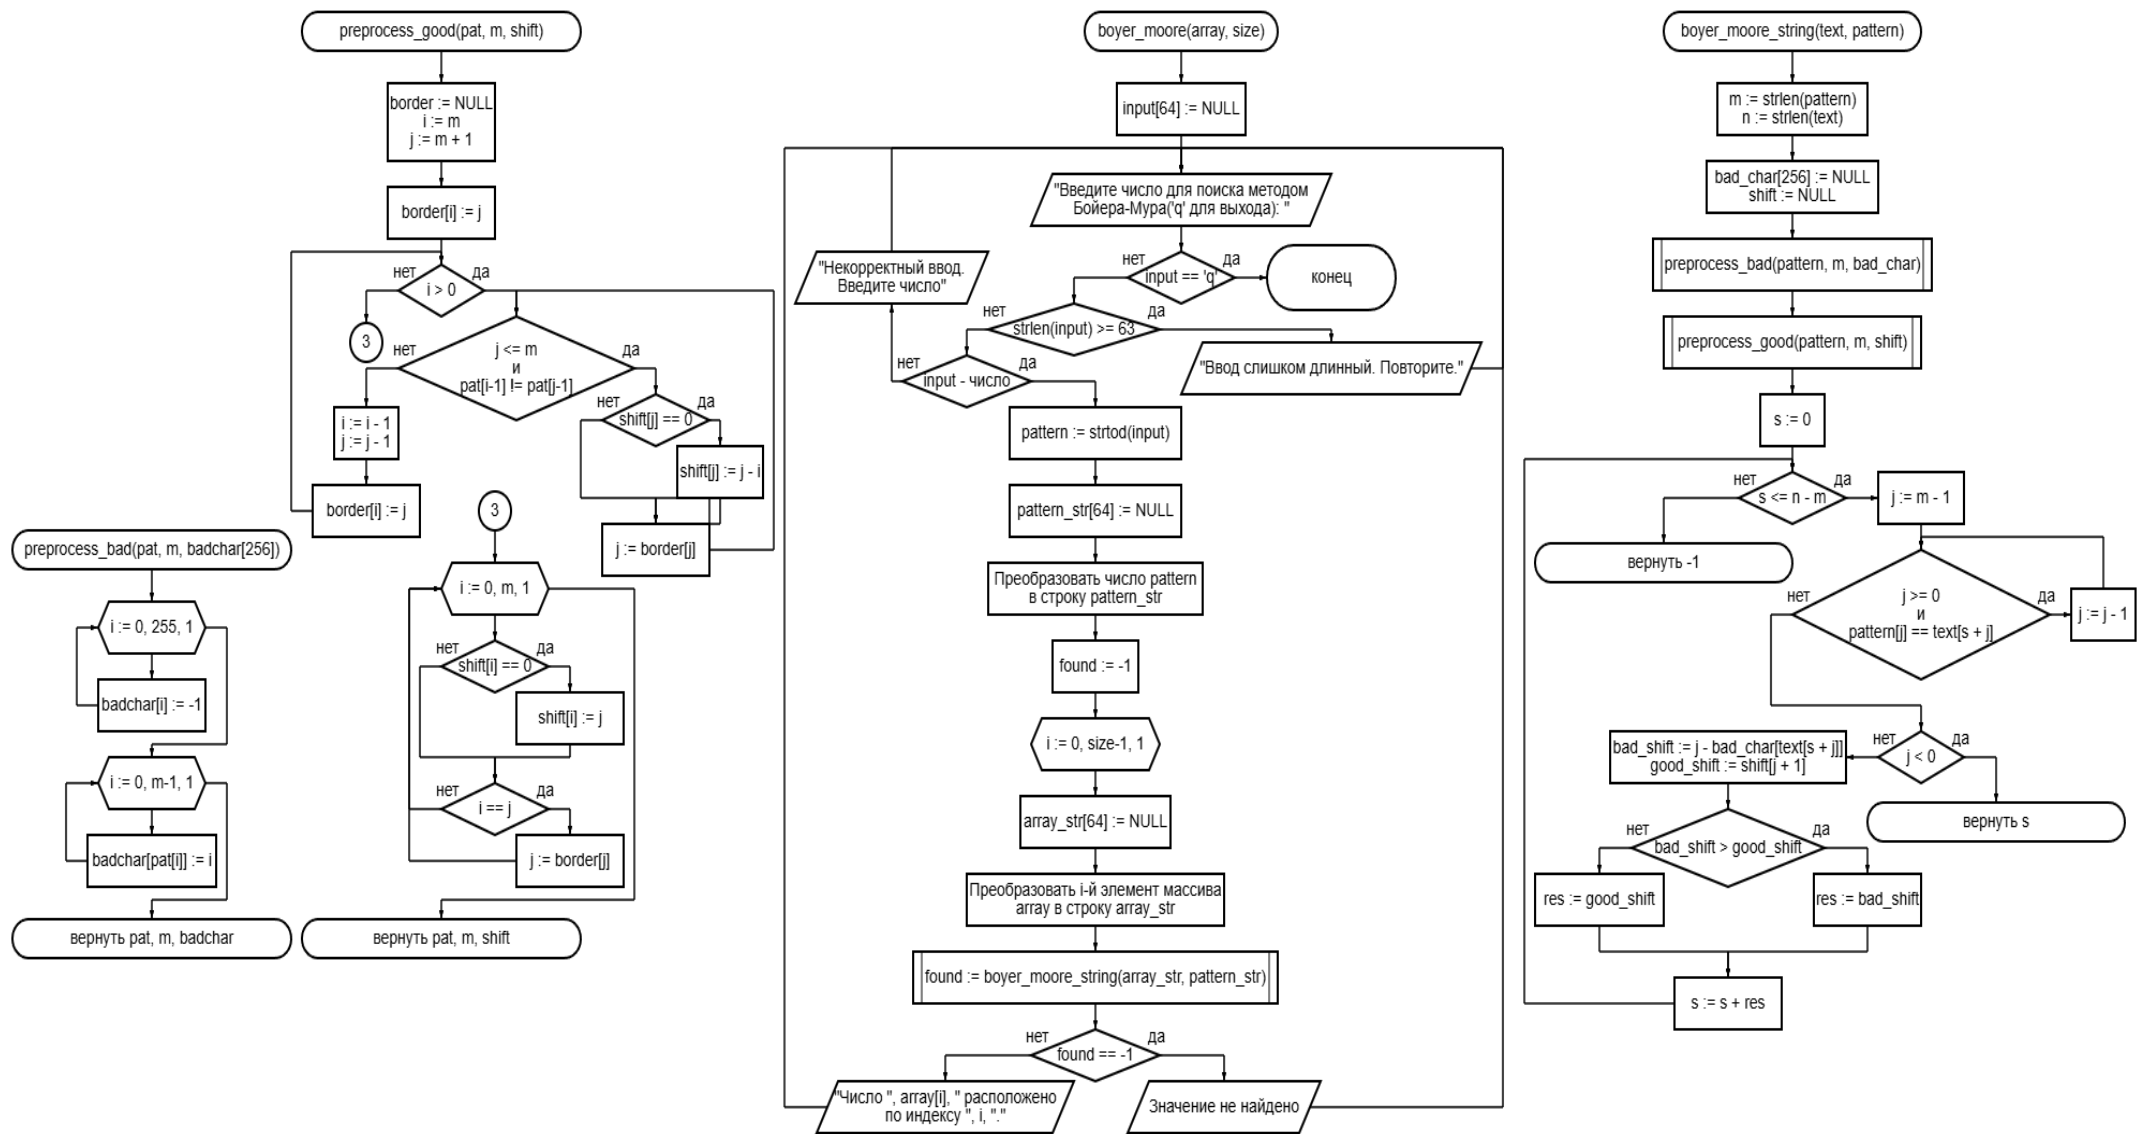 preprocess_good(pat, m, shift)
border := NULL
i := m
j := m + 1
border[i] := j
нет
да
i > 0
3
нет
да
j <= m
и
pat[i-1] != pat[j-1]
i := i - 1
j := j - 1
border[i] := j
нет
да
shift[j] == 0
shift[j] := j - i
j := border[j]
3
i := 0, m, 1
нет
да
shift[i] == 0
shift[i] := j
нет
да
i == j
j := border[j]
вернуть pat, m, shift
preprocess_bad(pat, m, badchar[256])
i := 0, 255, 1
badchar[i] := -1
i := 0, m-1, 1
badchar[pat[i]] := i
вернуть pat, m, badchar
boyer_moore(array, size)
input[64] := NULL
"Введите число для поиска методом
Бойера-Мура('q' для выхода): "
нет
да
input == 'q'
конец
нет
да
strlen(input) >= 63
"Ввод слишком длинный. Повторите."
нет
да
input - число
"Некорректный ввод.
Введите число"
pattern := strtod(input)
pattern_str[64] := NULL
Преобразовать число pattern
в строку pattern_str
found := -1
i := 0, size-1, 1
array_str[64] := NULL
Преобразовать i-й элемент массива
array в строку array_str
found := boyer_moore_string(array_str, pattern_str)
нет
да
found == -1
"Число ", array[i], " расположено
по индексу ", i, "."
Значение не найдено
boyer_moore_string(text, pattern)
m := strlen(pattern)
n := strlen(text)
bad_char[256] := NULL
shift := NULL
preprocess_bad(pattern, m, bad_char)
preprocess_good(pattern, m, shift)
s := 0
нет
да
s <= n - m
j := m - 1
вернуть -1
нет
да
j >= 0
и
pattern[j] == text[s + j]
j := j - 1
нет
да
j < 0
bad_shift := j - bad_char[text[s + j]]
good_shift := shift[j + 1]
вернуть s
нет
да
bad_shift > good_shift
res := good_shift
res := bad_shift
s := s + res